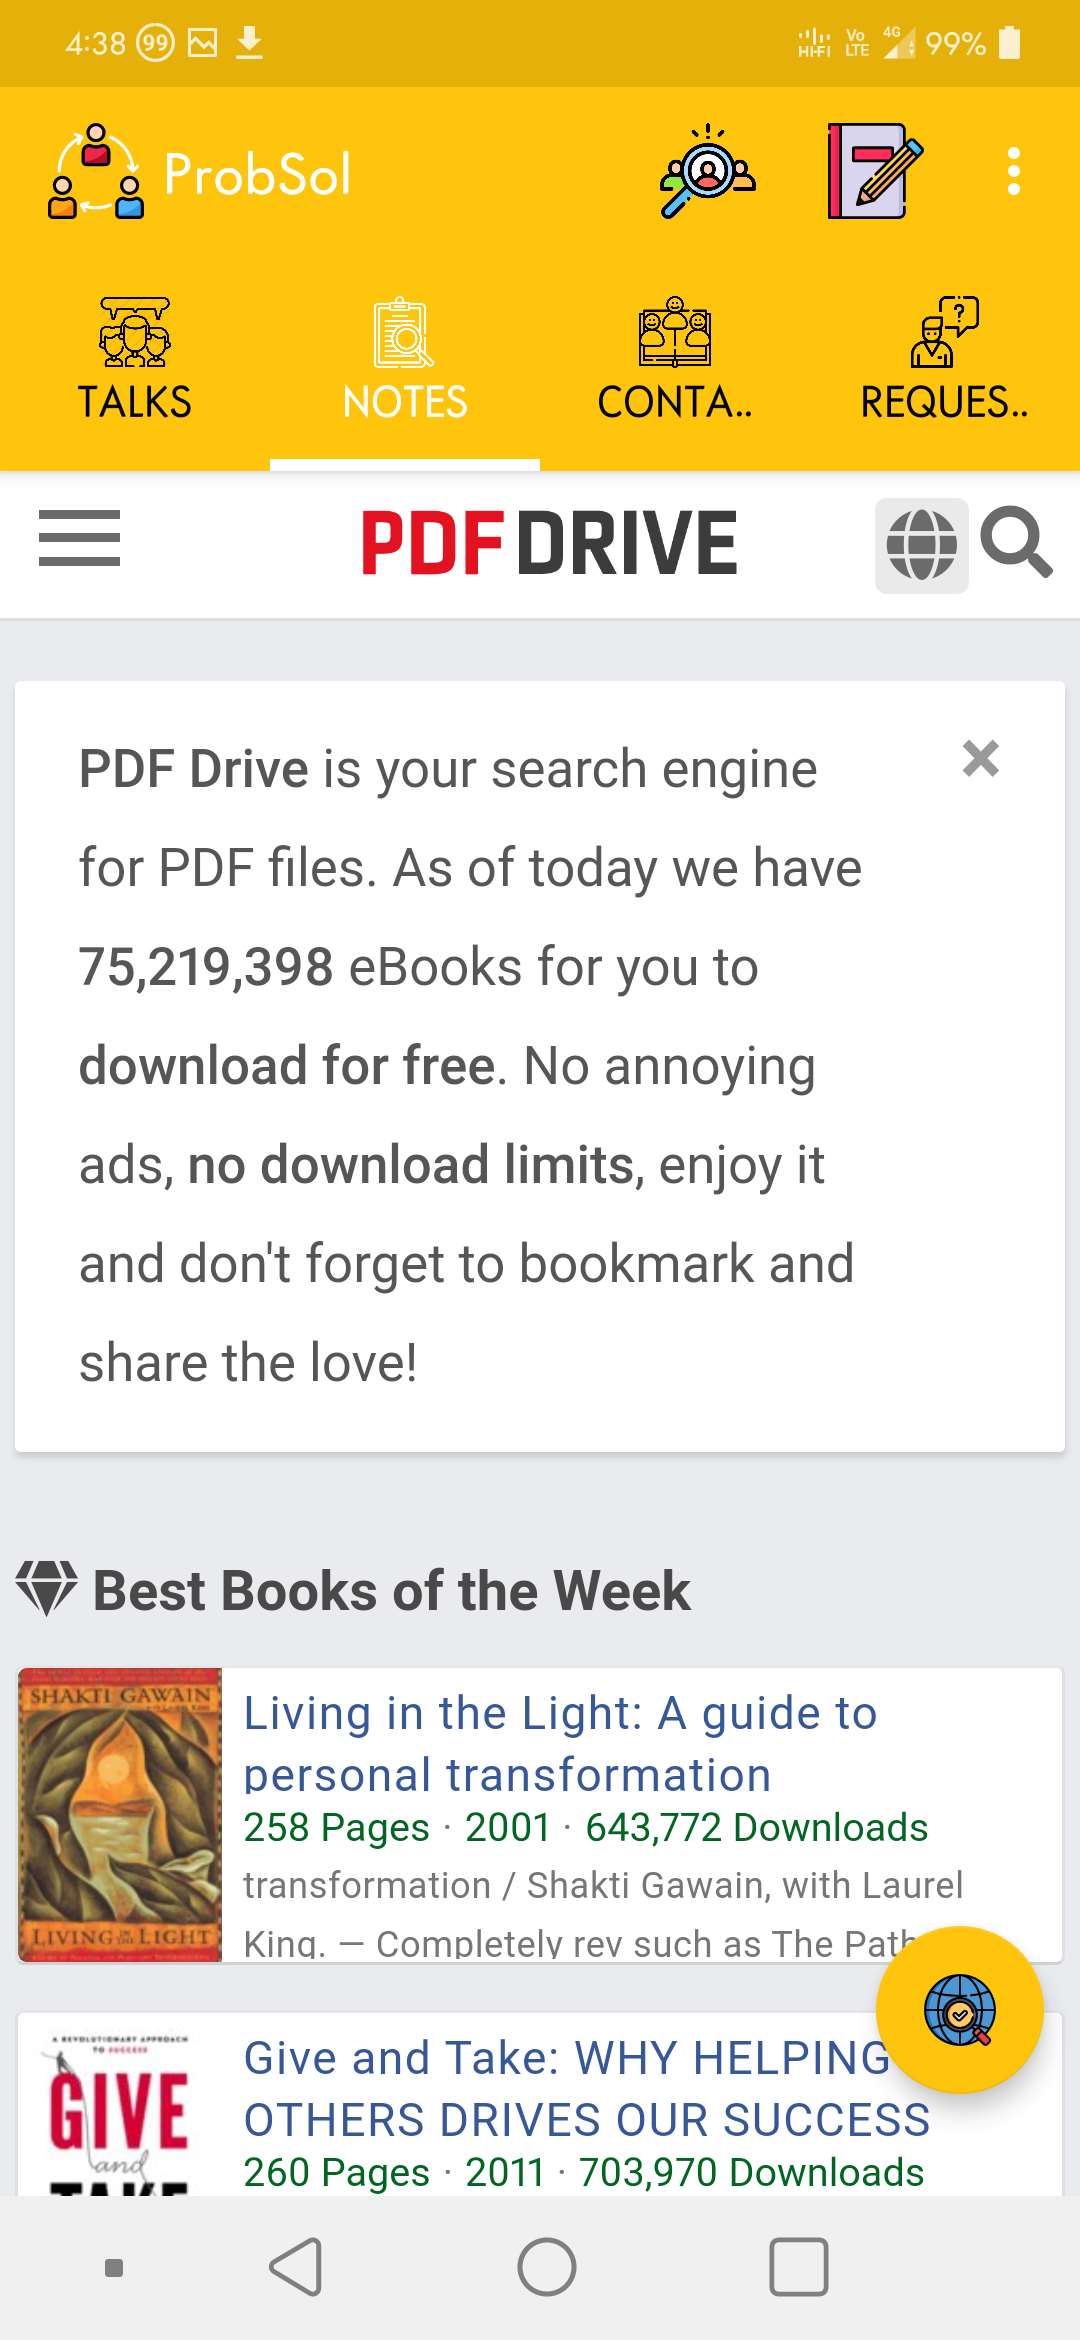 4:38 99 HI-FI Vo LTE 4G 99%
ProbSol
TALKS NOTES CONTA.. REQUES..
PDF DRIVE
PDF Drive is your search engine
for PDF files. As of today we have
75,219,398 eBooks for you to
download for free. No annoying
ads, no download limits, enjoy it
and don't forget to bookmark and
share the love!
Best Books of the Week
SHAKTI GAWAIN
LIVING IN THE LIGHT
Living in the Light: A guide to
personal transformation
258 Pages · 2001 · 643,772 Downloads
transformation / Shakti Gawain, with Laurel
King. — Completely rev such as The Path
A REVOLUTIONARY APPROACH
TO SUCCESS
GIVE
and
TAKE
Give and Take: WHY HELPING
OTHERS DRIVES OUR SUCCESS
260 Pages · 2011 · 703,970 Downloads